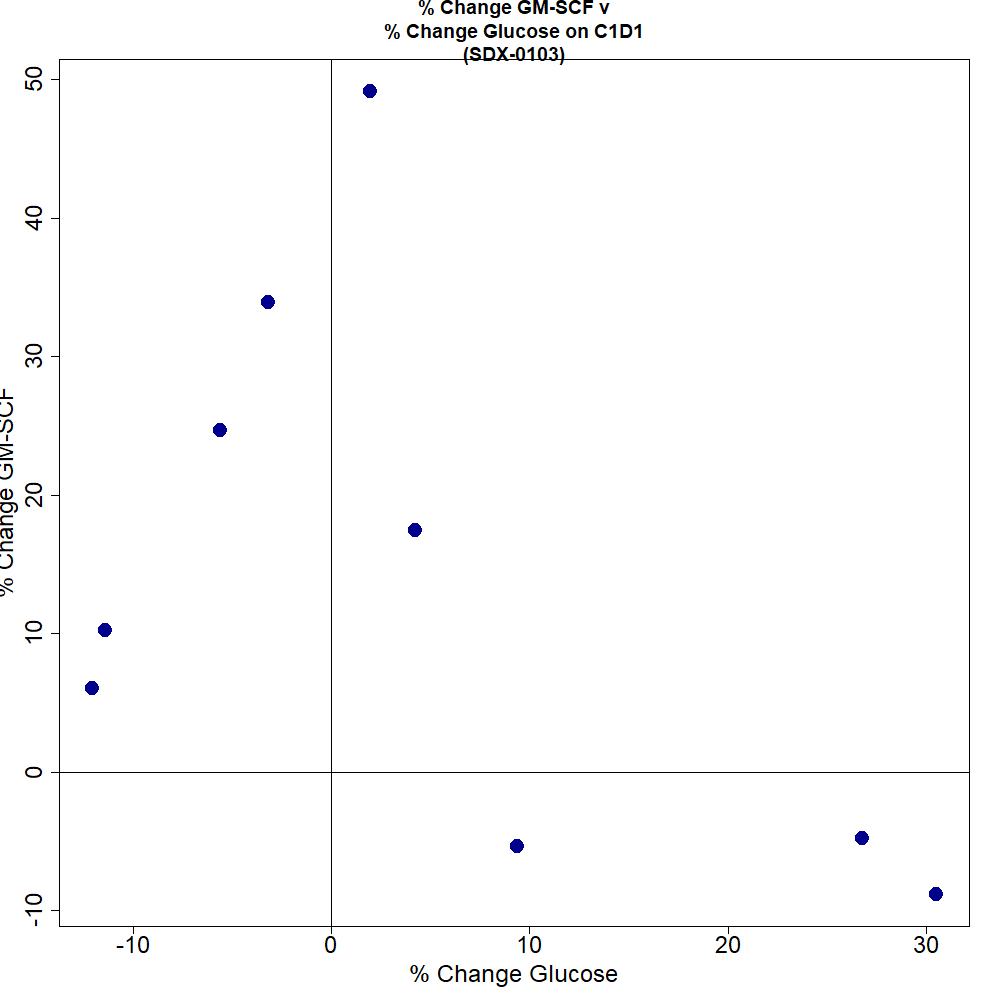 % Change GM-SCF v
% Change Glucose on C1D1
(SDX-0103)
50
40
30
20
10
0
-10
% Change GM-SCF
-10 0 10 20 30
% Change Glucose